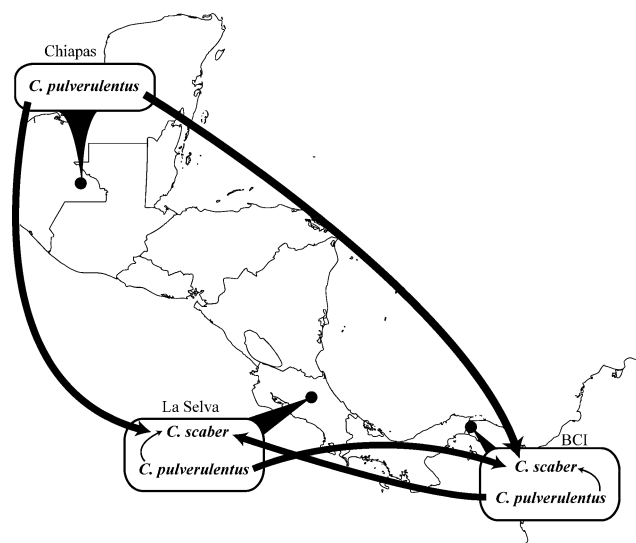 Chiapas
C. pulverulentus
La Selva
C. scaber
C. pulverulentus
BCI
C. scaber
C. pulverulentus